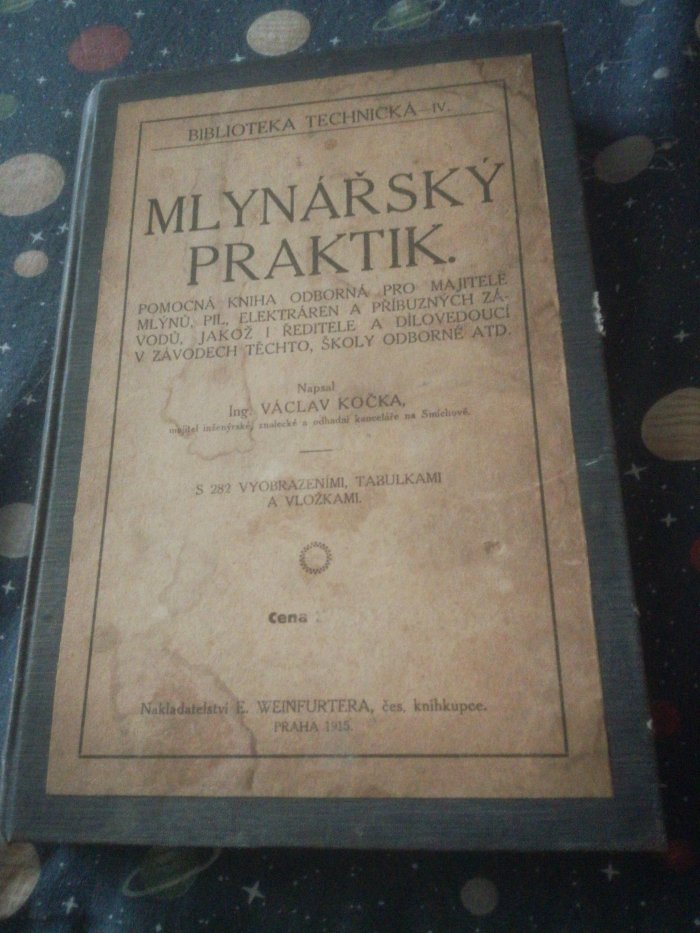 BIBLIOTEKA TECHNICKÁ — IV.
MLYNÁŘSKÝ
PRAKTIK.
POMOCNÁ KNIHA ODBORNÁ PRO MAJITELE
MLÝNŮ, PIL, ELEKTRÁREN A PŘÍBUZNÝCH ZÁ-
VODŮ, JAKOŽ I ŘEDITELE A DÍLOVEDOUCÍ
V ZÁVODECH TĚCHTO, ŠKOLY ODBORNÉ ATD.
Napsal
Ing. VÁCLAV KOČKA,
majitel inženýrské, znalecké a odhadní kanceláře na Smíchově.
S 282 VYOBRAZENÍMI, TABULKAMI
A VLOŽKAMI.
Cena
Nakladatelství E. WEINFURTERA, čes. knihkupce.
PRAHA 1915.